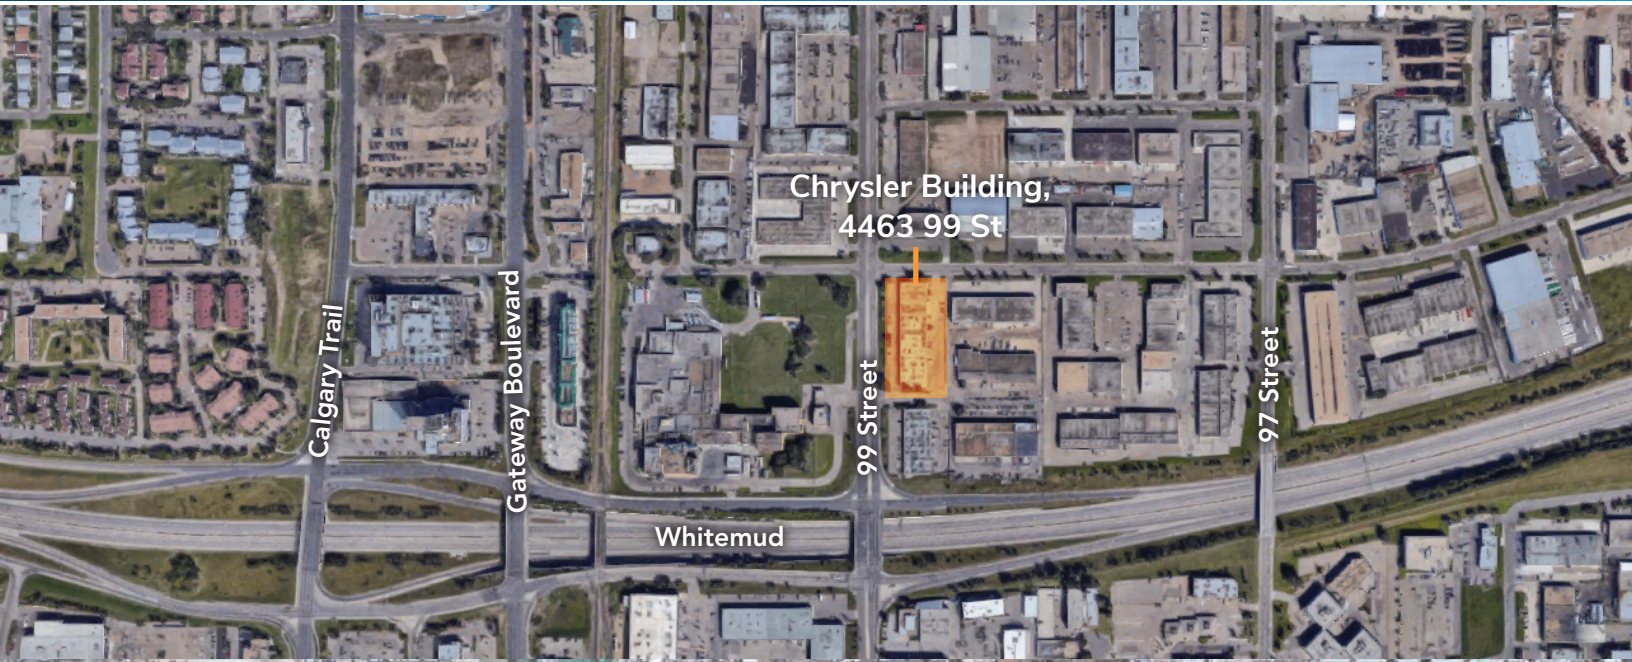 Chrysler Building,
4463 99 St
Calgary Trail
Gateway Boulevard
99 Street
97 Street
Whitemud